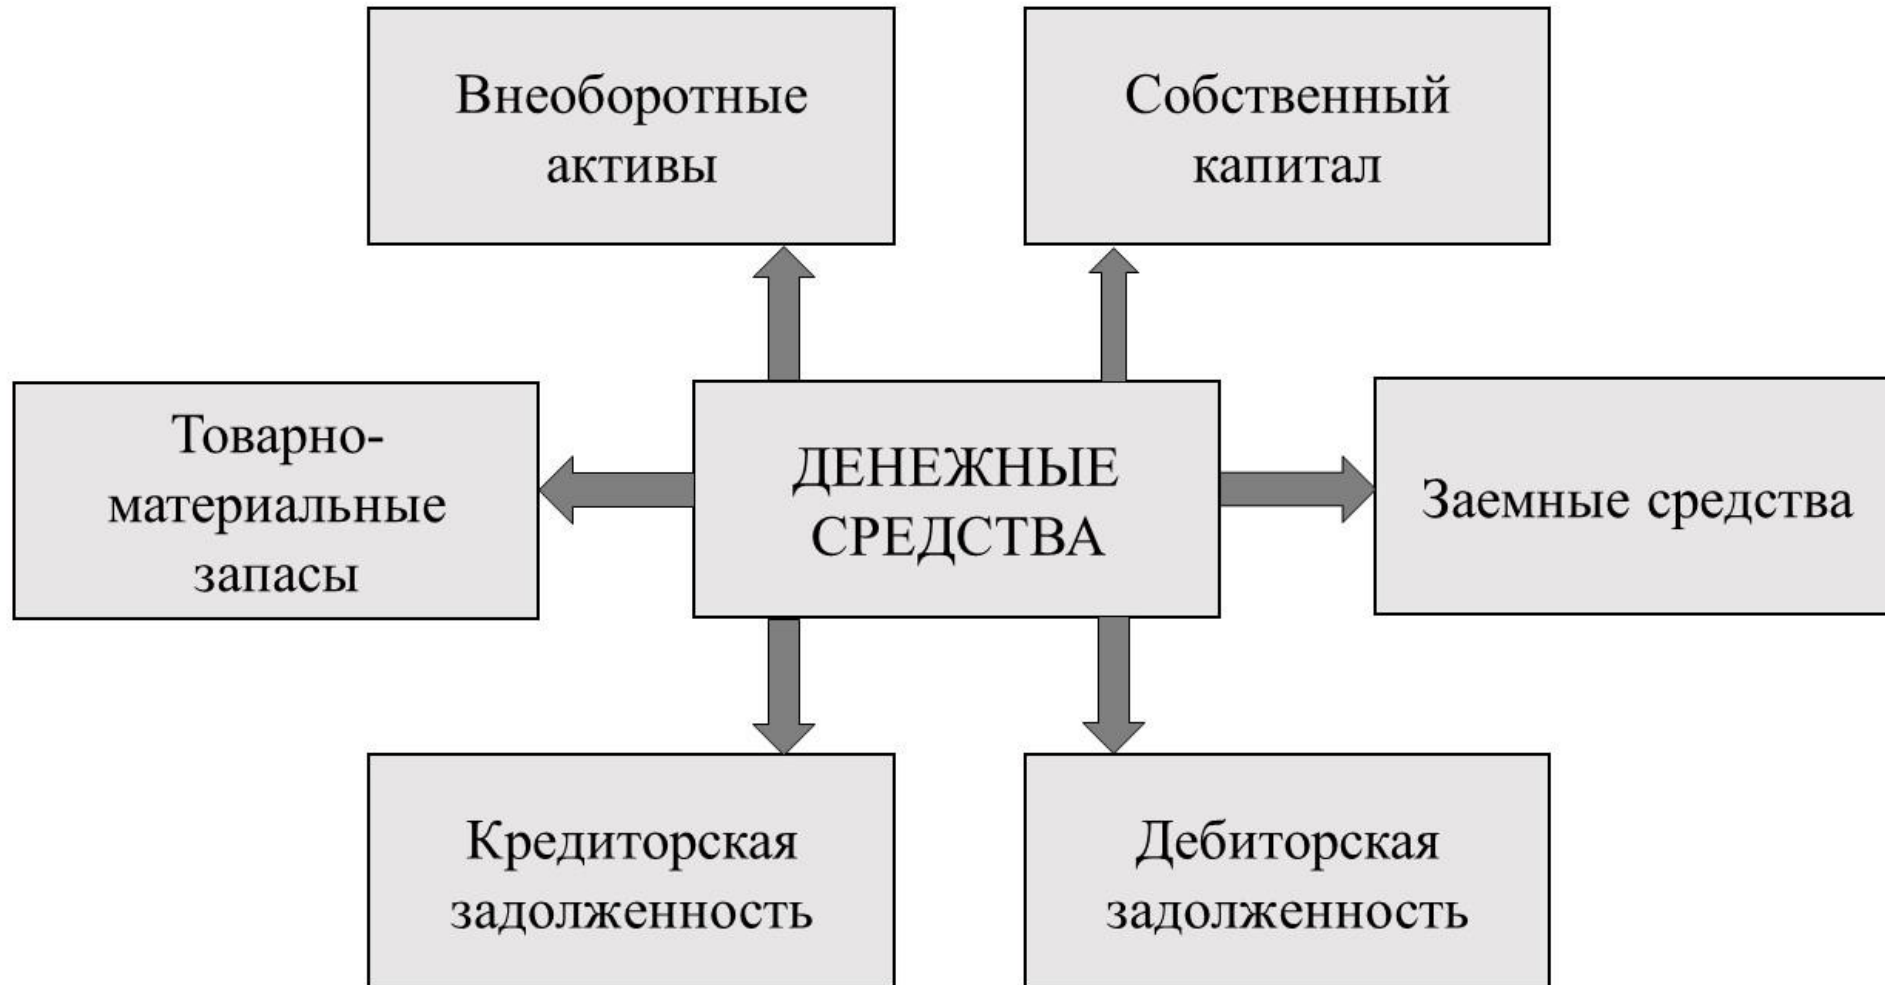 Внеоборотные
активы
Собственный
капитал
Товарно-
материальные
запасы
ДЕНЕЖНЫЕ
СРЕДСТВА
Заемные средства
Кредиторская
задолженность
Дебиторская
задолженность